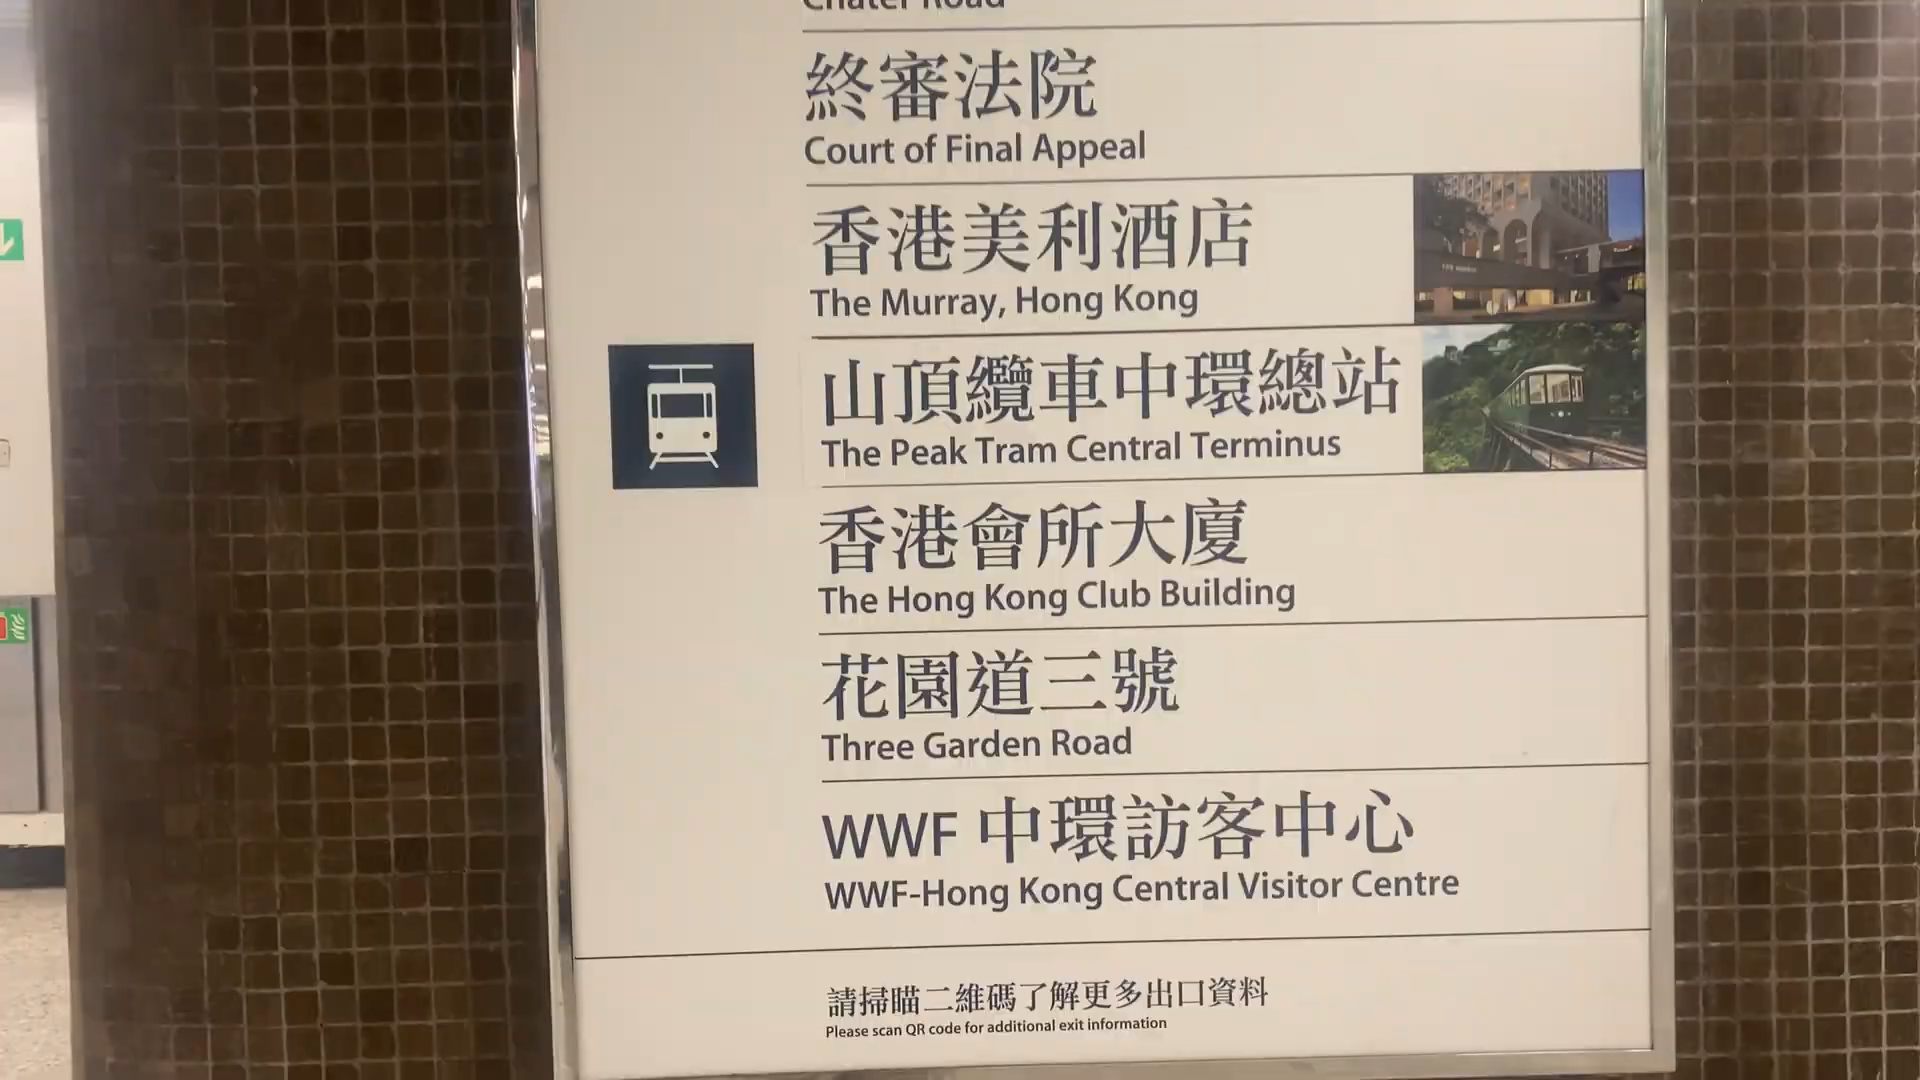 Chater Road
終審法院
Court of Final Appeal
香港美利酒店
The Murray, Hong Kong
山頂纜車中環總站
The Peak Tram Central Terminus
香港會所大廈
The Hong Kong Club Building
花園道三號
Three Garden Road
WWF 中環訪客中心
WWF-Hong Kong Central Visitor Centre
請掃瞄二維碼了解更多出口資料
Please scan QR code for additional exit information